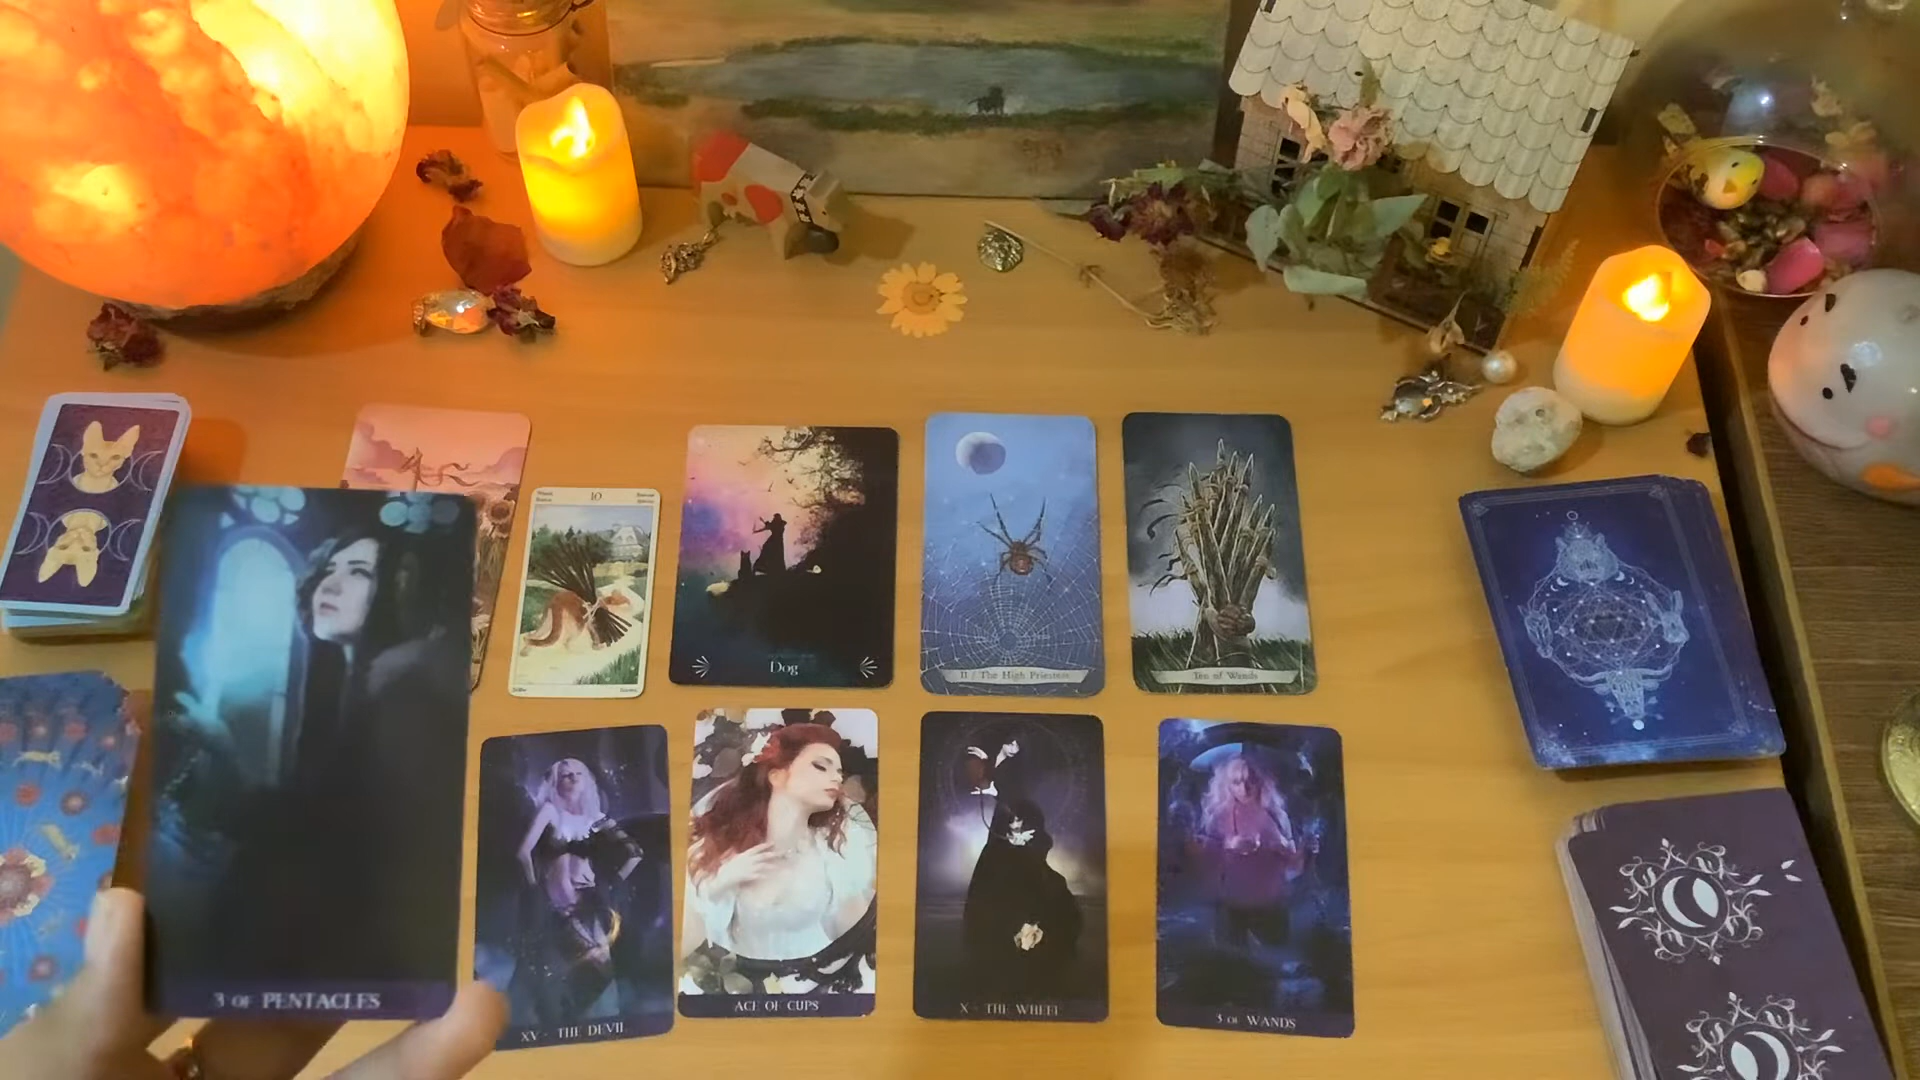 10
Dog
II / The High Priestess
Ten of Wands
3 OF PENTACLES
XV - THE DEVIL
ACE OF CUPS
X - THE WHEEL
3 OF WANDS